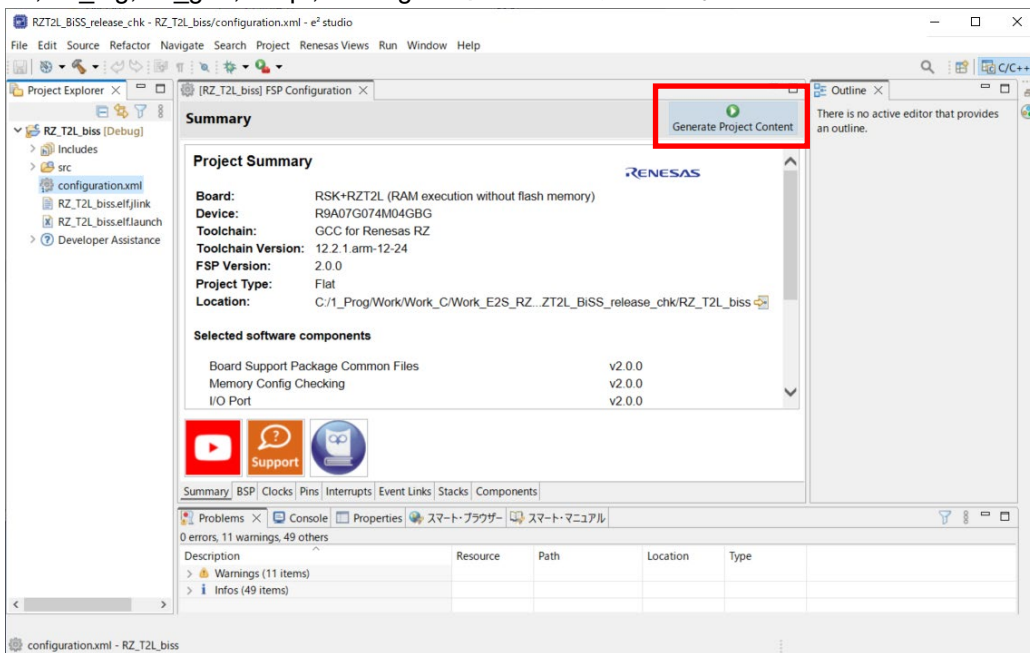 RZT2L_BiSS_release_chk - RZ_T2L_biss/configuration.xml - e² studio
File Edit Source Refactor Navigate Search Project Renesas Views Run Window Help
C/C++
Project Explorer
RZ_T2L_biss [Debug]
Includes
src
configuration.xml
RZ_T2L_biss.elf.jlink
RZ_T2L_biss.elf.launch
Developer Assistance
[RZ_T2L_biss] FSP Configuration
Summary
Generate Project Content
Project Summary
RENESAS
Board: RSK+RZT2L (RAM execution without flash memory)
Device: R9A07G074M04GBG
Toolchain: GCC for Renesas RZ
Toolchain Version: 12.2.1.arm-12-24
FSP Version: 2.0.0
Project Type: Flat
Location: C:/1_Prog/Work/Work_C/Work_E2S_RZ...ZT2L_BiSS_release_chk/RZ_T2L_biss
Selected software components
Board Support Package Common Files v2.0.0
Memory Config Checking v2.0.0
I/O Port v2.0.0
Support
Summary BSP Clocks Pins Interrupts Event Links Stacks Components
Outline
There is no active editor that provides
an outline.
Problems Console Properties スマート・ブラウザー スマート・マニュアル
0 errors, 11 warnings, 49 others
Description Resource Path Location Type
Warnings (11 items)
Infos (49 items)
configuration.xml - RZ_T2L_biss